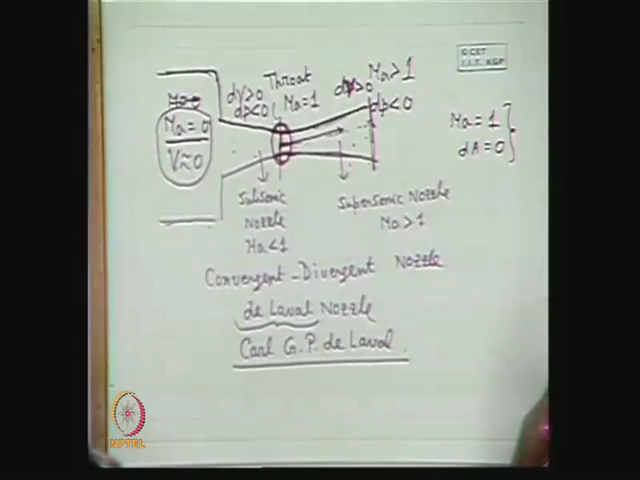 © CET
I.I.T. KGP
Throat
Ma > 1
dV>0
dV>0
dp<0
Ma = 1
dp<0
Ma = 0
V≈0
Ma = 1
dA = 0
Subsonic
Nozzle
Ma < 1
Supersonic Nozzle
Ma > 1
Convergent - Divergent Nozzle
de Laval Nozzle
Carl G. P. de Laval
NPTEL